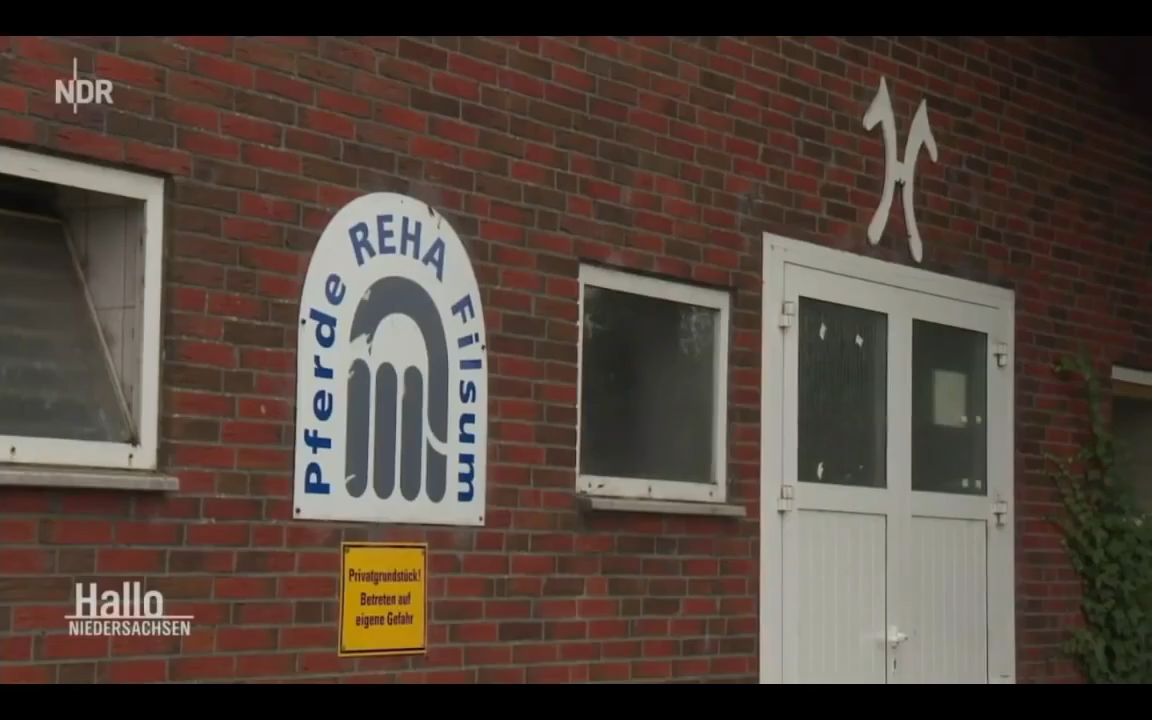 NDR
Pferde REHA Filsum
Privatgrundstück!
Betreten auf
eigene Gefahr
Hallo
NIEDERSACHSEN